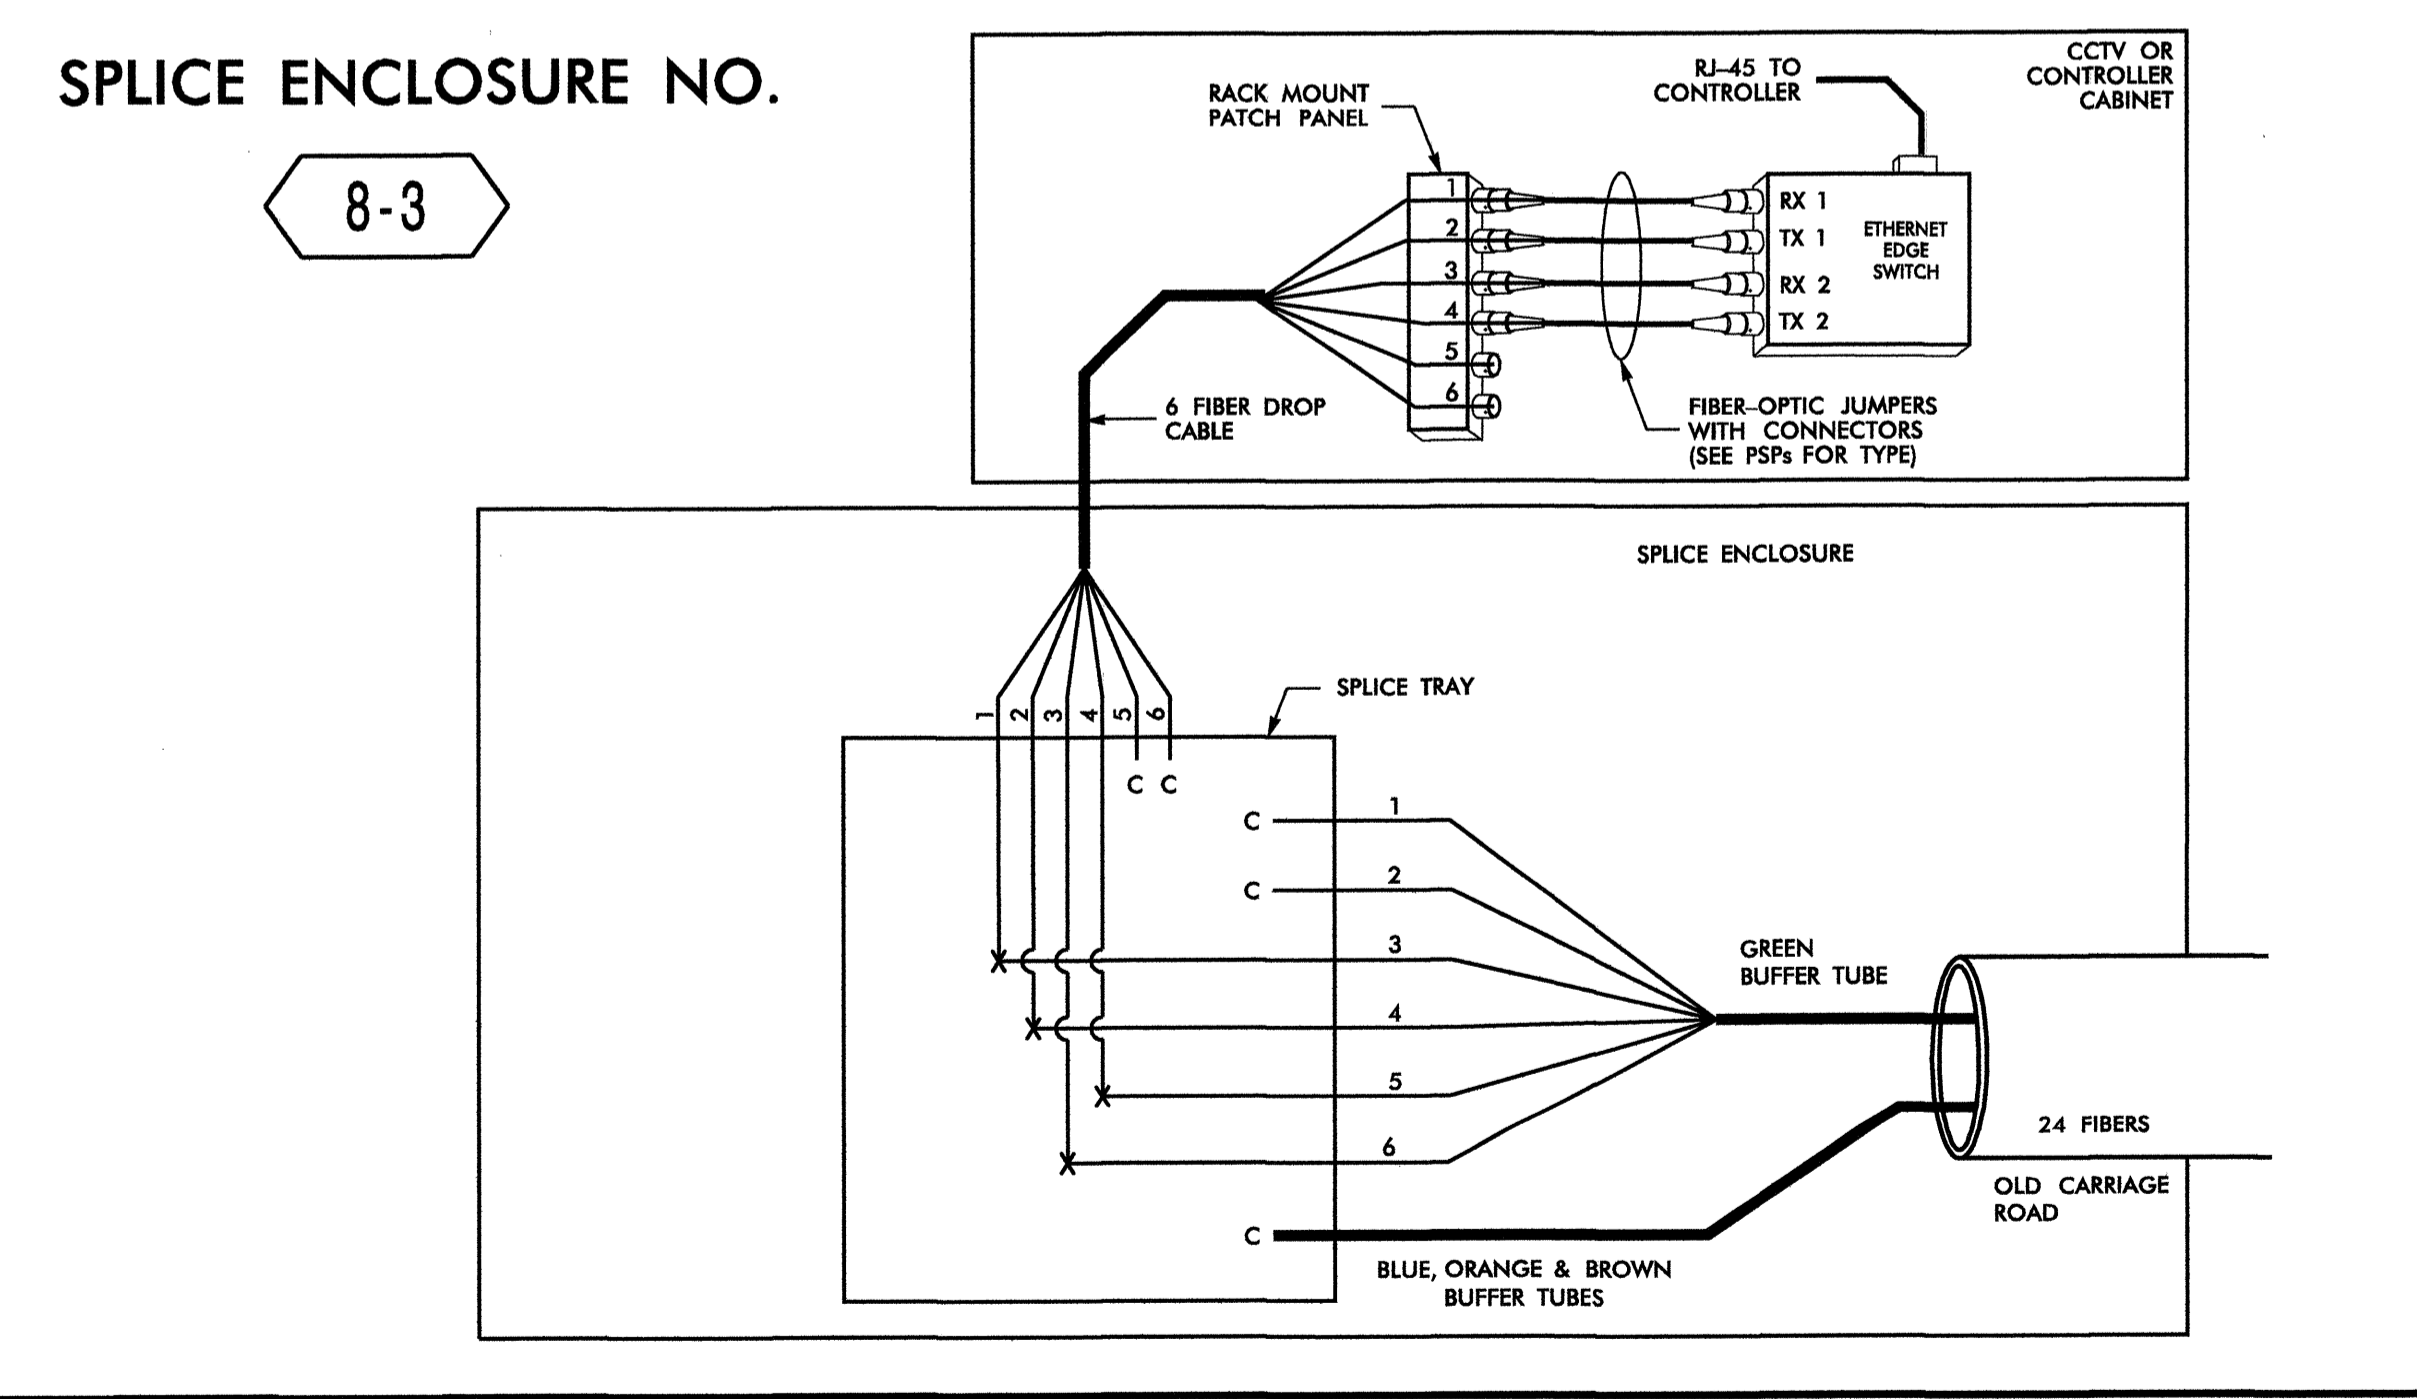 SPLICE ENCLOSURE NO.
8-3
CCTV OR
CONTROLLER
CABINET
RJ-45 TO
CONTROLLER
RACK MOUNT
PATCH PANEL
1
2
3
4
5
6
RX 1
TX 1
RX 2
TX 2
ETHERNET
EDGE
SWITCH
6 FIBER DROP
CABLE
FIBER-OPTIC JUMPERS
WITH CONNECTORS
(SEE PSPs FOR TYPE)
SPLICE ENCLOSURE
SPLICE TRAY
1 2 3 4 5 6
C C
C 1
C 2
3
4
5
6
GREEN
BUFFER TUBE
24 FIBERS
OLD CARRIAGE
ROAD
C
BLUE, ORANGE & BROWN
BUFFER TUBES